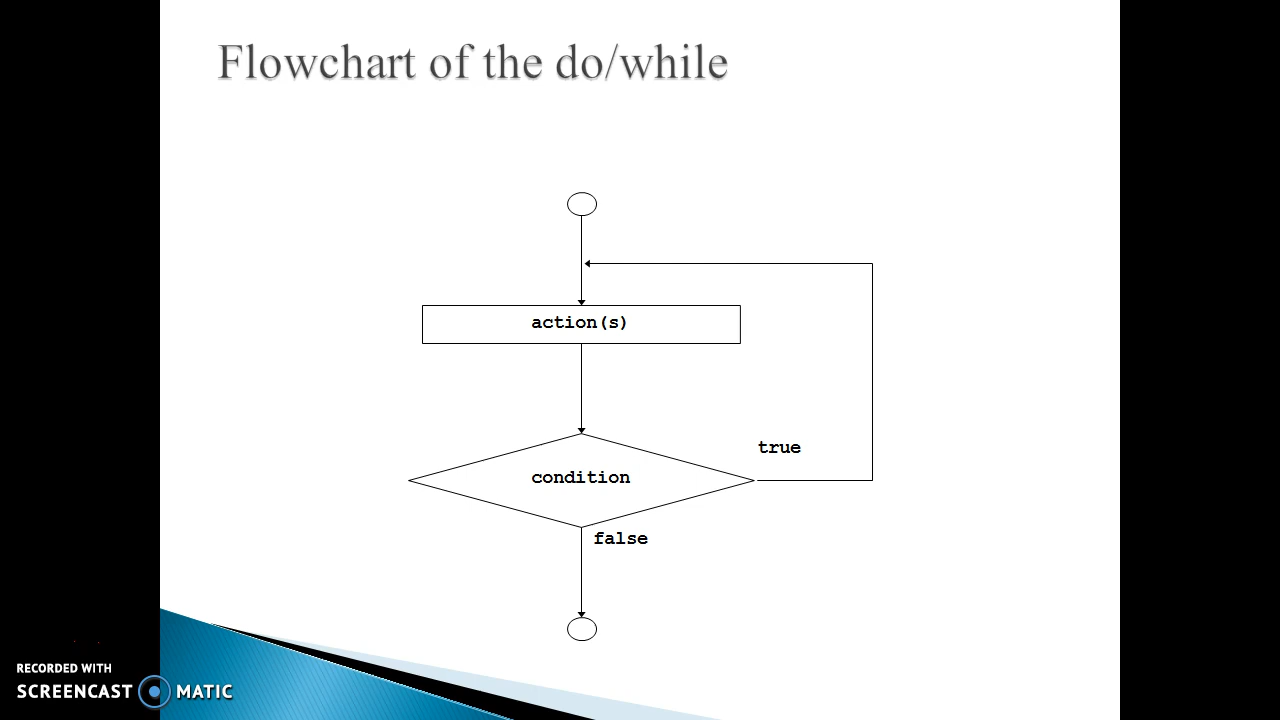 Flowchart of the do/while
action(s)
true
condition
false
RECORDED WITH
SCREENCAST MATIC